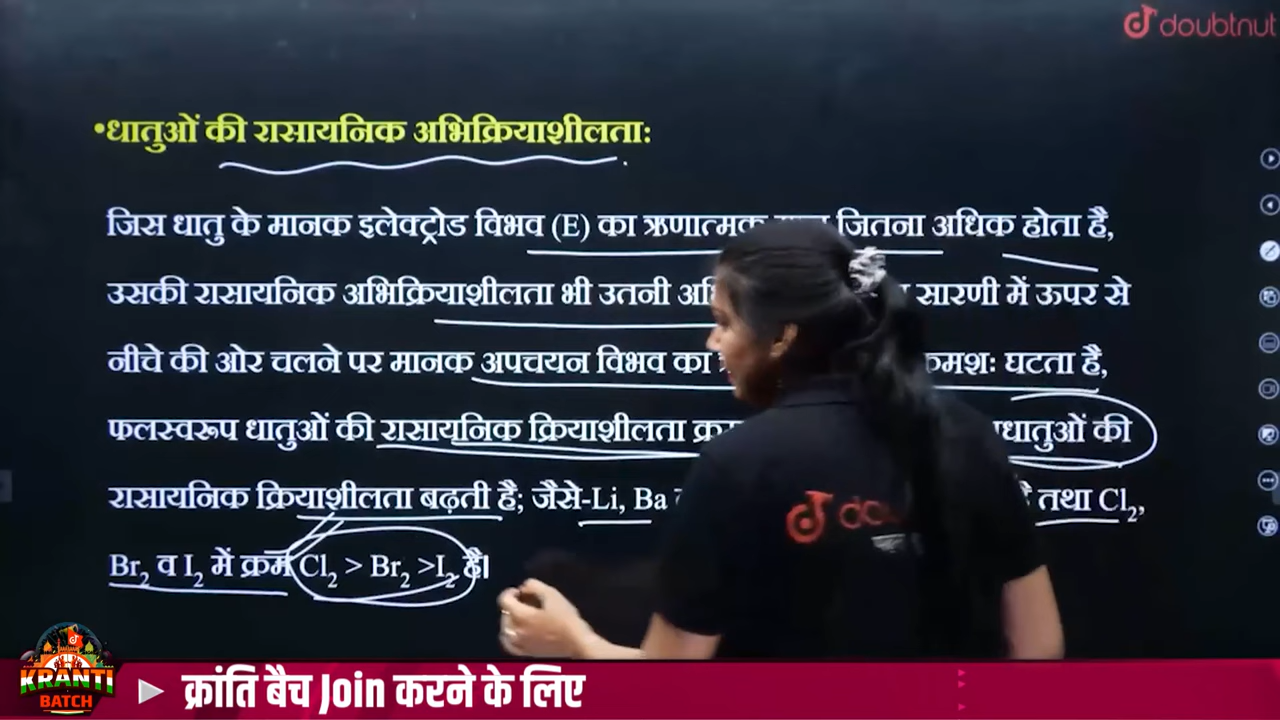 doubtnut
•धातुओं की रासायनिक अभिक्रियाशीलता:
जिस धातु के मानक इलेक्ट्रोड विभव (E) का ऋणात्मक जितना अधिक होता है,
उसकी रासायनिक अभिक्रियाशीलता भी उतनी सारणी में ऊपर से
नीचे की ओर चलने पर मानक अपचयन विभव का क्रमशः घटता है,
फलस्वरूप धातुओं की रासायनिक क्रियाशीलता की
रासायनिक क्रियाशीलता बढ़ती है; जैसे-Li, Ba तथा Cl₂,
Br₂ व I₂ में क्रम Cl₂ > Br₂ >I₂ है।
KRANTI
BATCH
क्रांति बैच Join करने के लिए